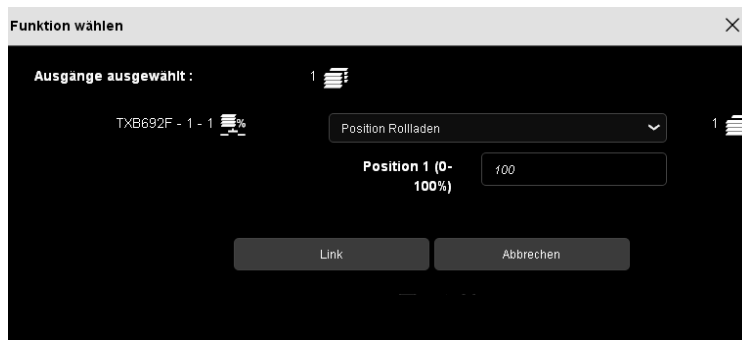 Funktion wählen
Ausgänge ausgewählt : 1
TXB692F - 1 - 1 % Position Rollladen 1
Position 1 (0-
100%) 100
Link Abbrechen